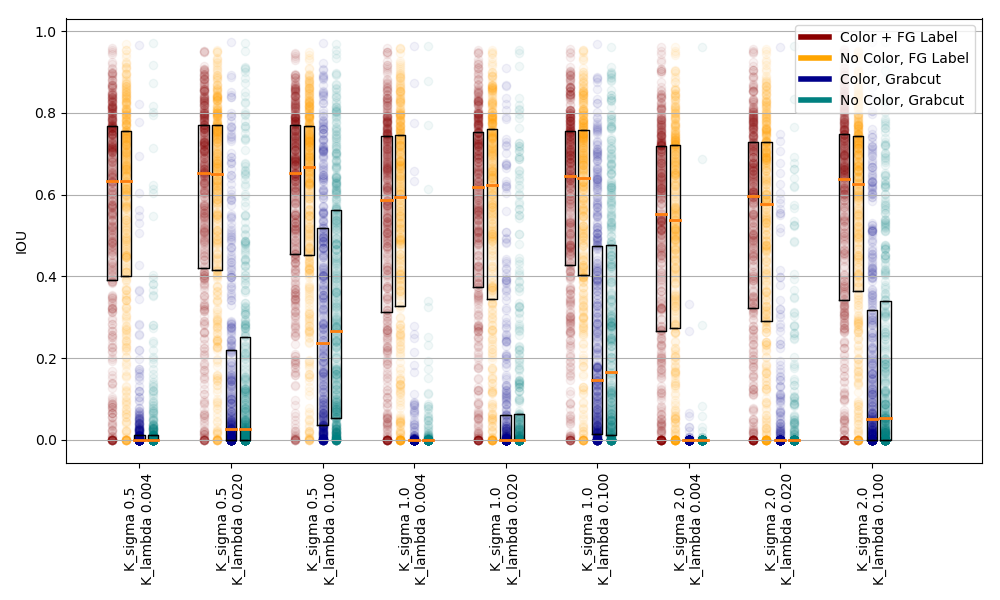 1.0
0.8
0.6
0.4
0.2
0.0
IOU
Color + FG Label
No Color, FG Label
Color, Grabcut
No Color, Grabcut
K_sigma 0.5
K_lambda 0.004
K_sigma 0.5
K_lambda 0.020
K_sigma 0.5
K_lambda 0.100
K_sigma 1.0
K_lambda 0.004
K_sigma 1.0
K_lambda 0.020
K_sigma 1.0
K_lambda 0.100
K_sigma 2.0
K_lambda 0.004
K_sigma 2.0
K_lambda 0.020
K_sigma 2.0
K_lambda 0.100